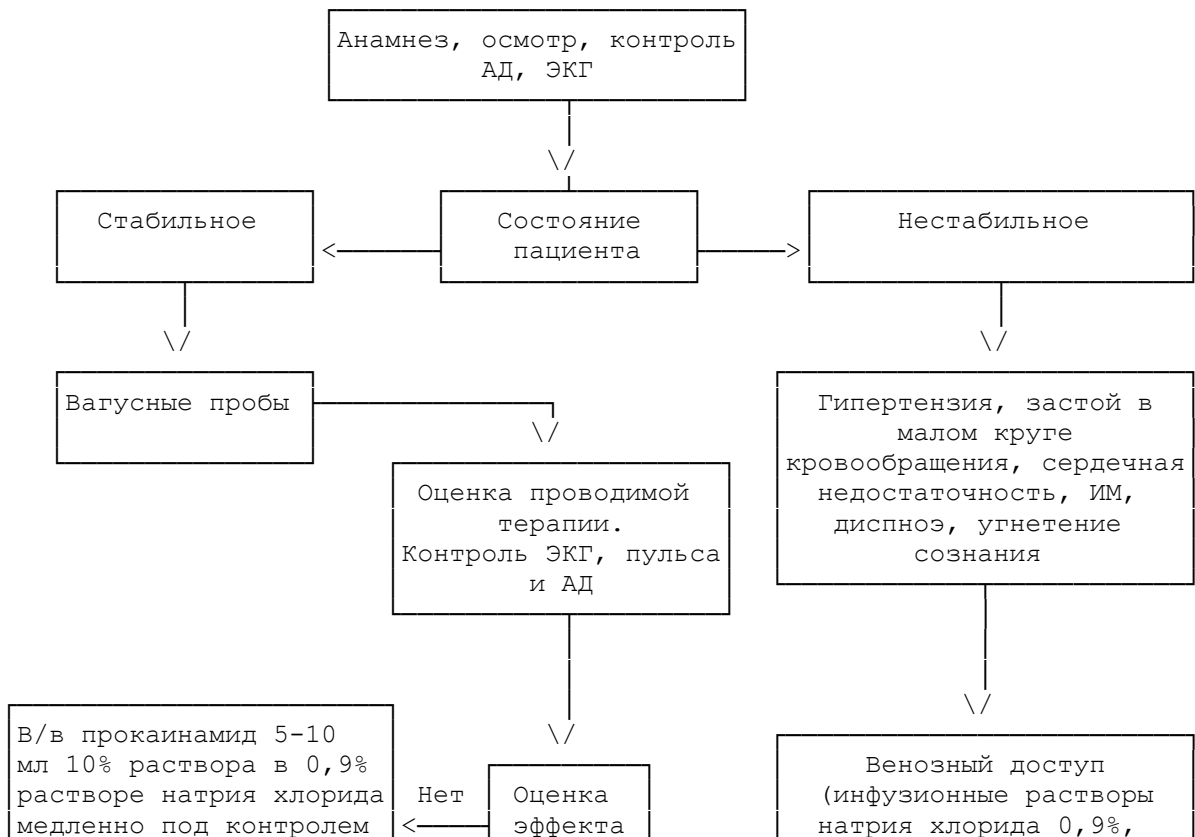 Анамнез, осмотр, контроль
АД, ЭКГ
Стабильное
Состояние
пациента
Нестабильное
Вагусные пробы
Оценка проводимой
терапии.
Контроль ЭКГ, пульса
и АД
Гипертензия, застой в
малом круге
кровообращения, сердечная
недостаточность, ИМ,
диспноэ, угнетение
сознания
В/в прокаинамид 5-10
мл 10% раствора в 0,9%
растворе натрия хлорида
медленно под контролем
Нет
Оценка
эффекта
Венозный доступ
(инфузионные растворы
натрия хлорида 0,9%,